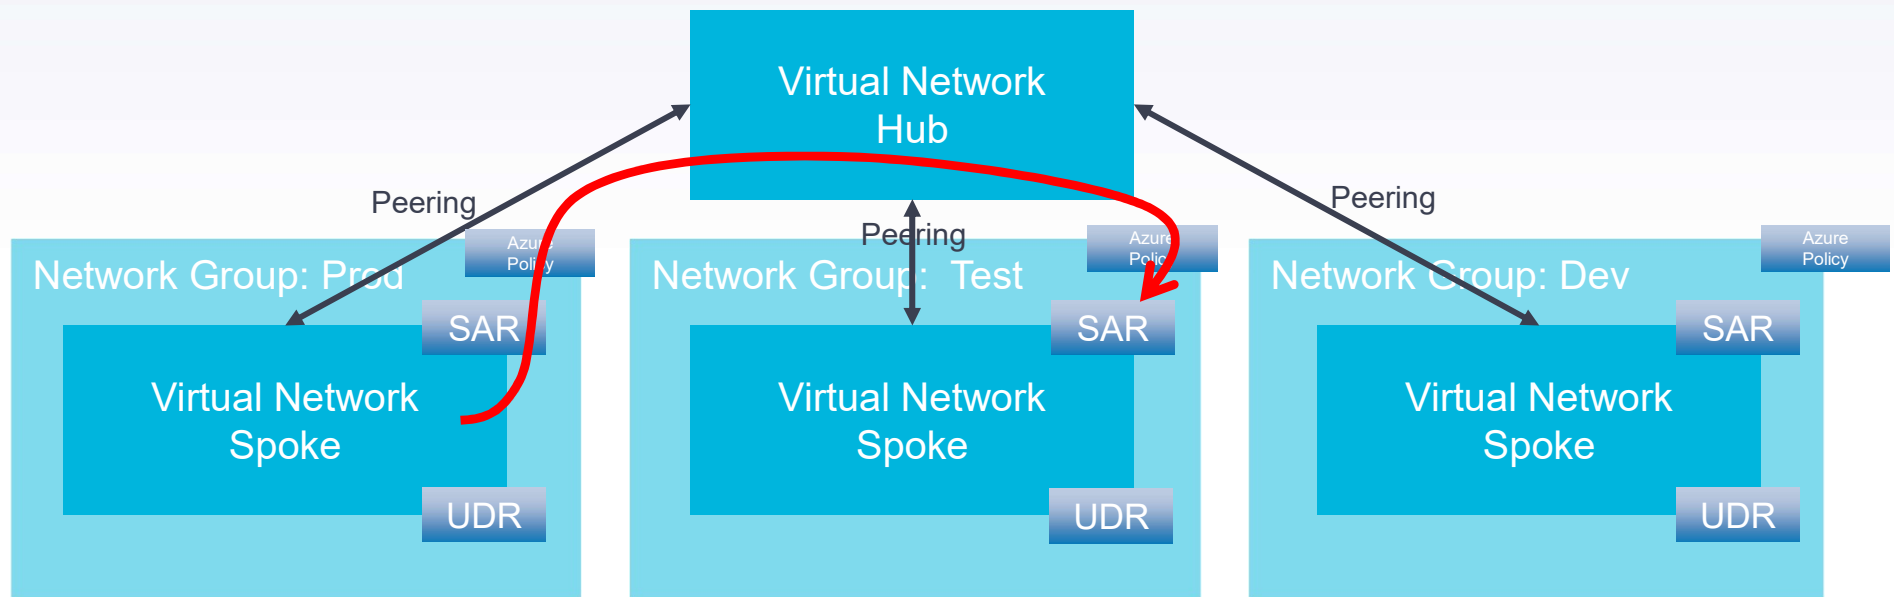 Virtual Network
Hub
Peering
Peering
Peering
Azure
Policy
Azure
Policy
Azure
Policy
Network Group: Prod
Network Group:  Test
Network Group: Dev
SAR
SAR
SAR
Virtual Network
Spoke
Virtual Network
Spoke
Virtual Network
Spoke
UDR
UDR
UDR